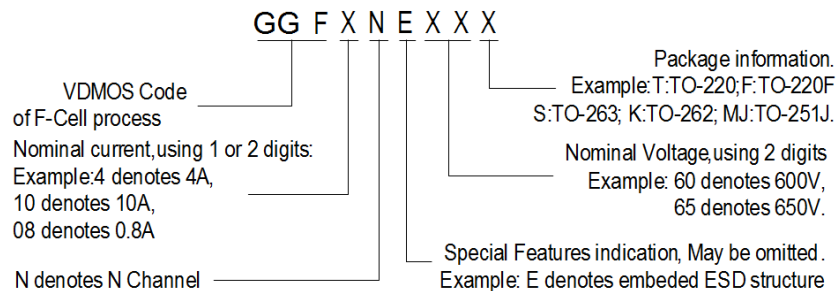 GG F X N E X X X
Package information.
Example:T:TO-220;F:TO-220F
S:TO-263; K:TO-262; MJ:TO-251J.
VDMOS Code
of F-Cell process
Nominal current,using 1 or 2 digits:
Example:4 denotes 4A,
10 denotes 10A,
08 denotes 0.8A
Nominal Voltage,using 2 digits
Example: 60 denotes 600V,
65 denotes 650V.
Special Features indication, May be omitted.
Example: E denotes embeded ESD structure
N denotes N Channel